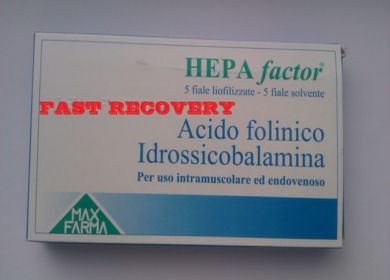 HEPA factor®
5 fiale liofilizzate - 5 fiale solvente
FAST RECOVERY
Acido folinico
Idrossicobalamina
Per uso intramuscolare ed endovenoso
MAX
FARMA